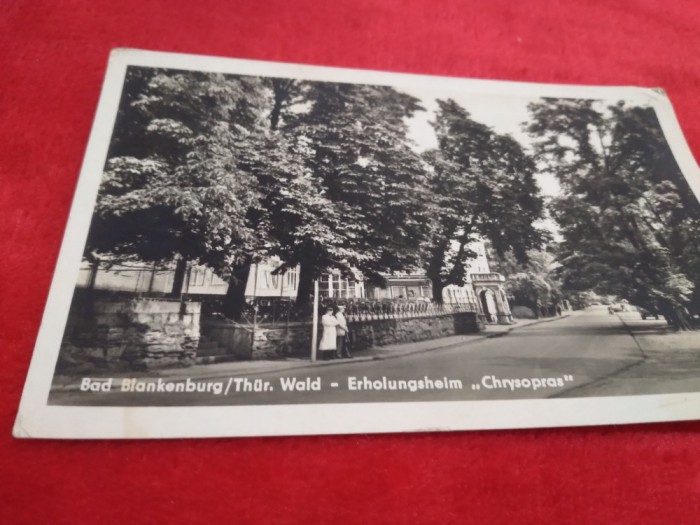 Bad Blankenburg/Thür. Wald - Erholungsheim „Chrysopras"